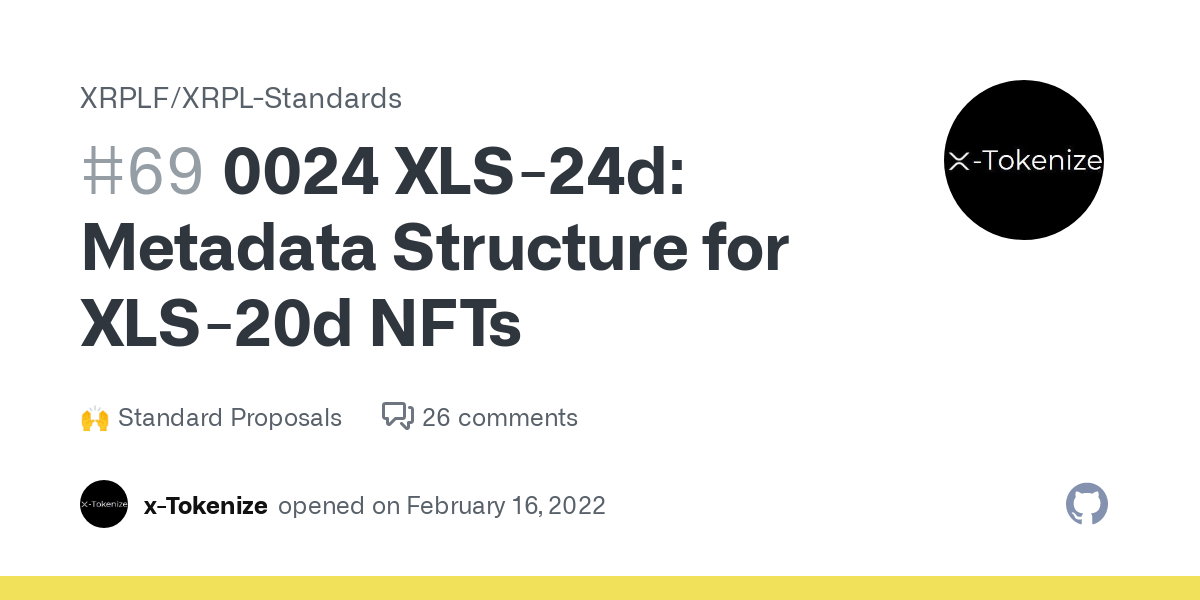 XRPLF/XRPL-Standards
#69 0024 XLS-24d:
Metadata Structure for
XLS-20d NFTs
X-Tokenize
Standard Proposals 26 comments
X-Tokenize
x-Tokenize opened on February 16, 2022